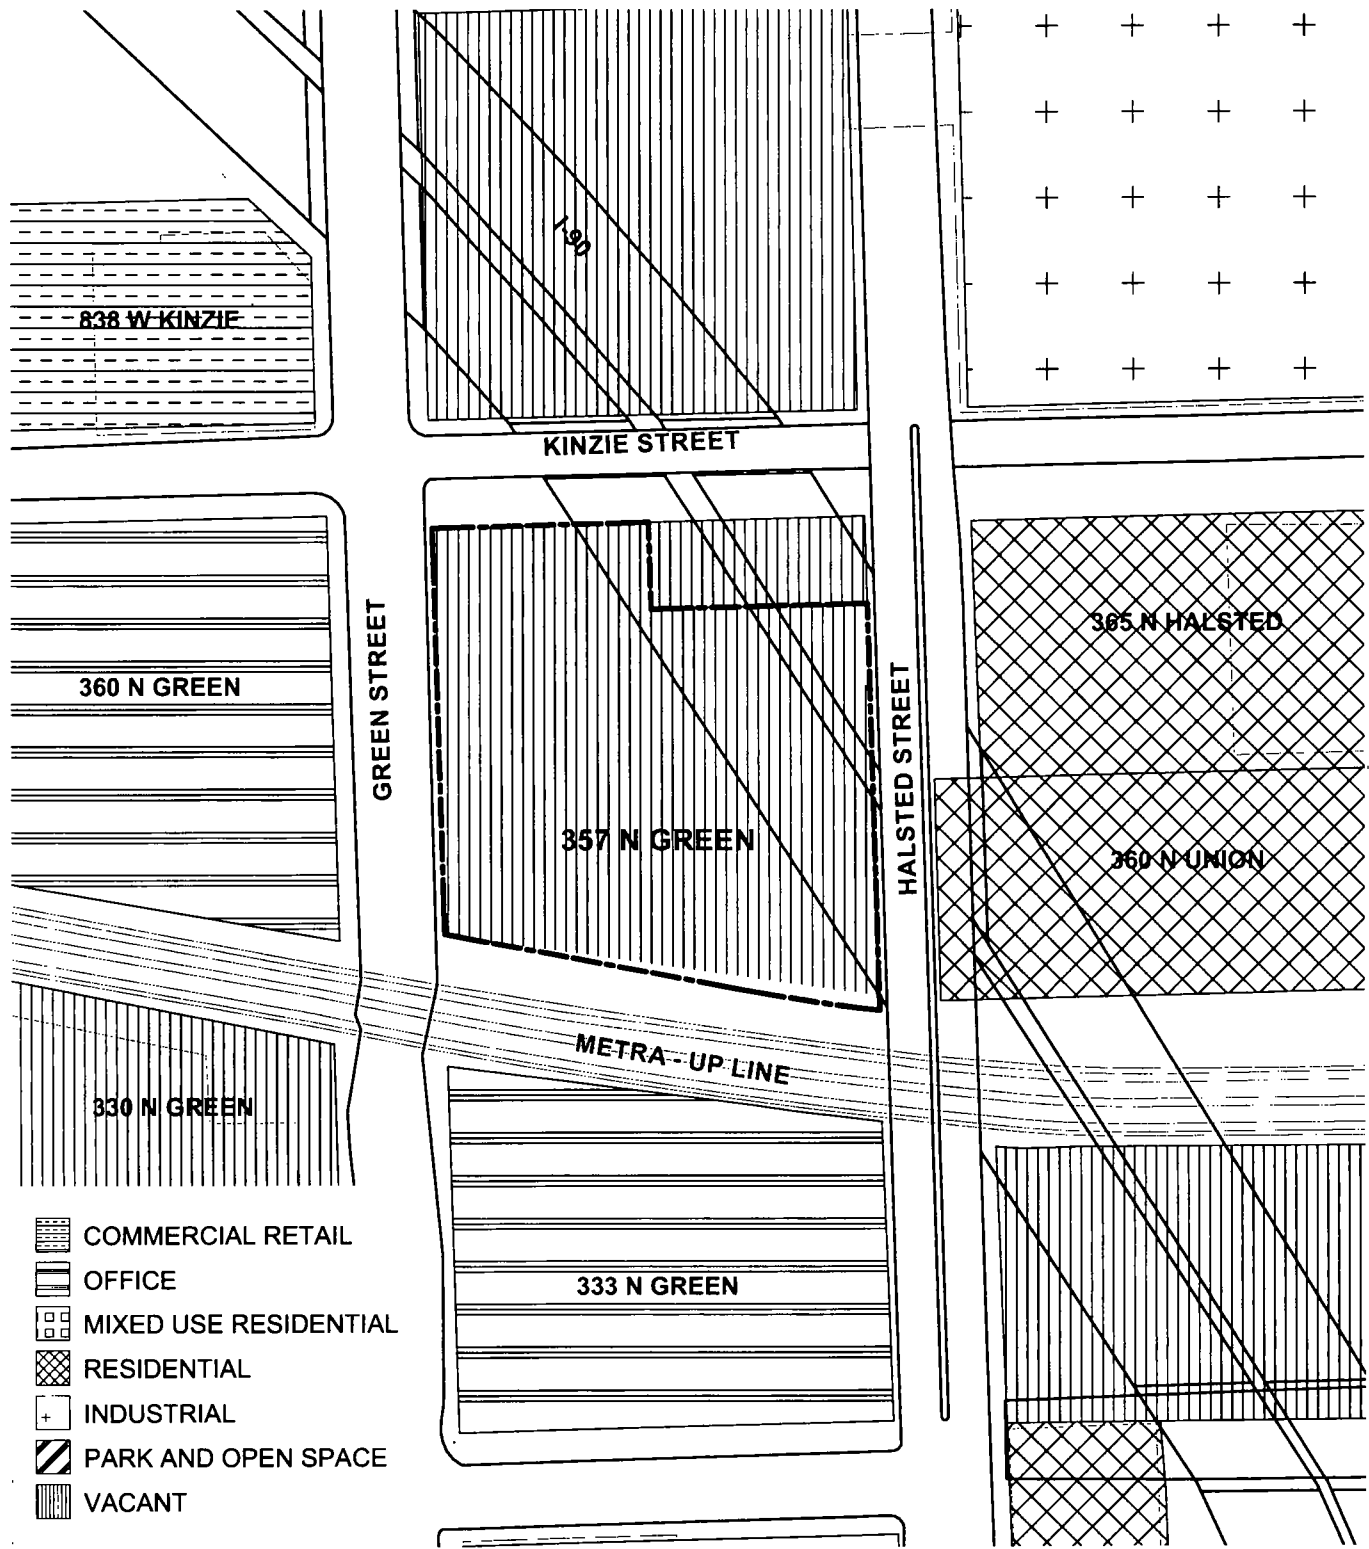 I-90
838 W KINZIE
KINZIE STREET
GREEN STREET
360 N GREEN
365 N HALSTED
HALSTED STREET
357 N GREEN
360 N UNION
METRA - UP LINE
330 N GREEN
333 N GREEN
COMMERCIAL RETAIL
OFFICE
MIXED USE RESIDENTIAL
RESIDENTIAL
INDUSTRIAL
PARK AND OPEN SPACE
VACANT